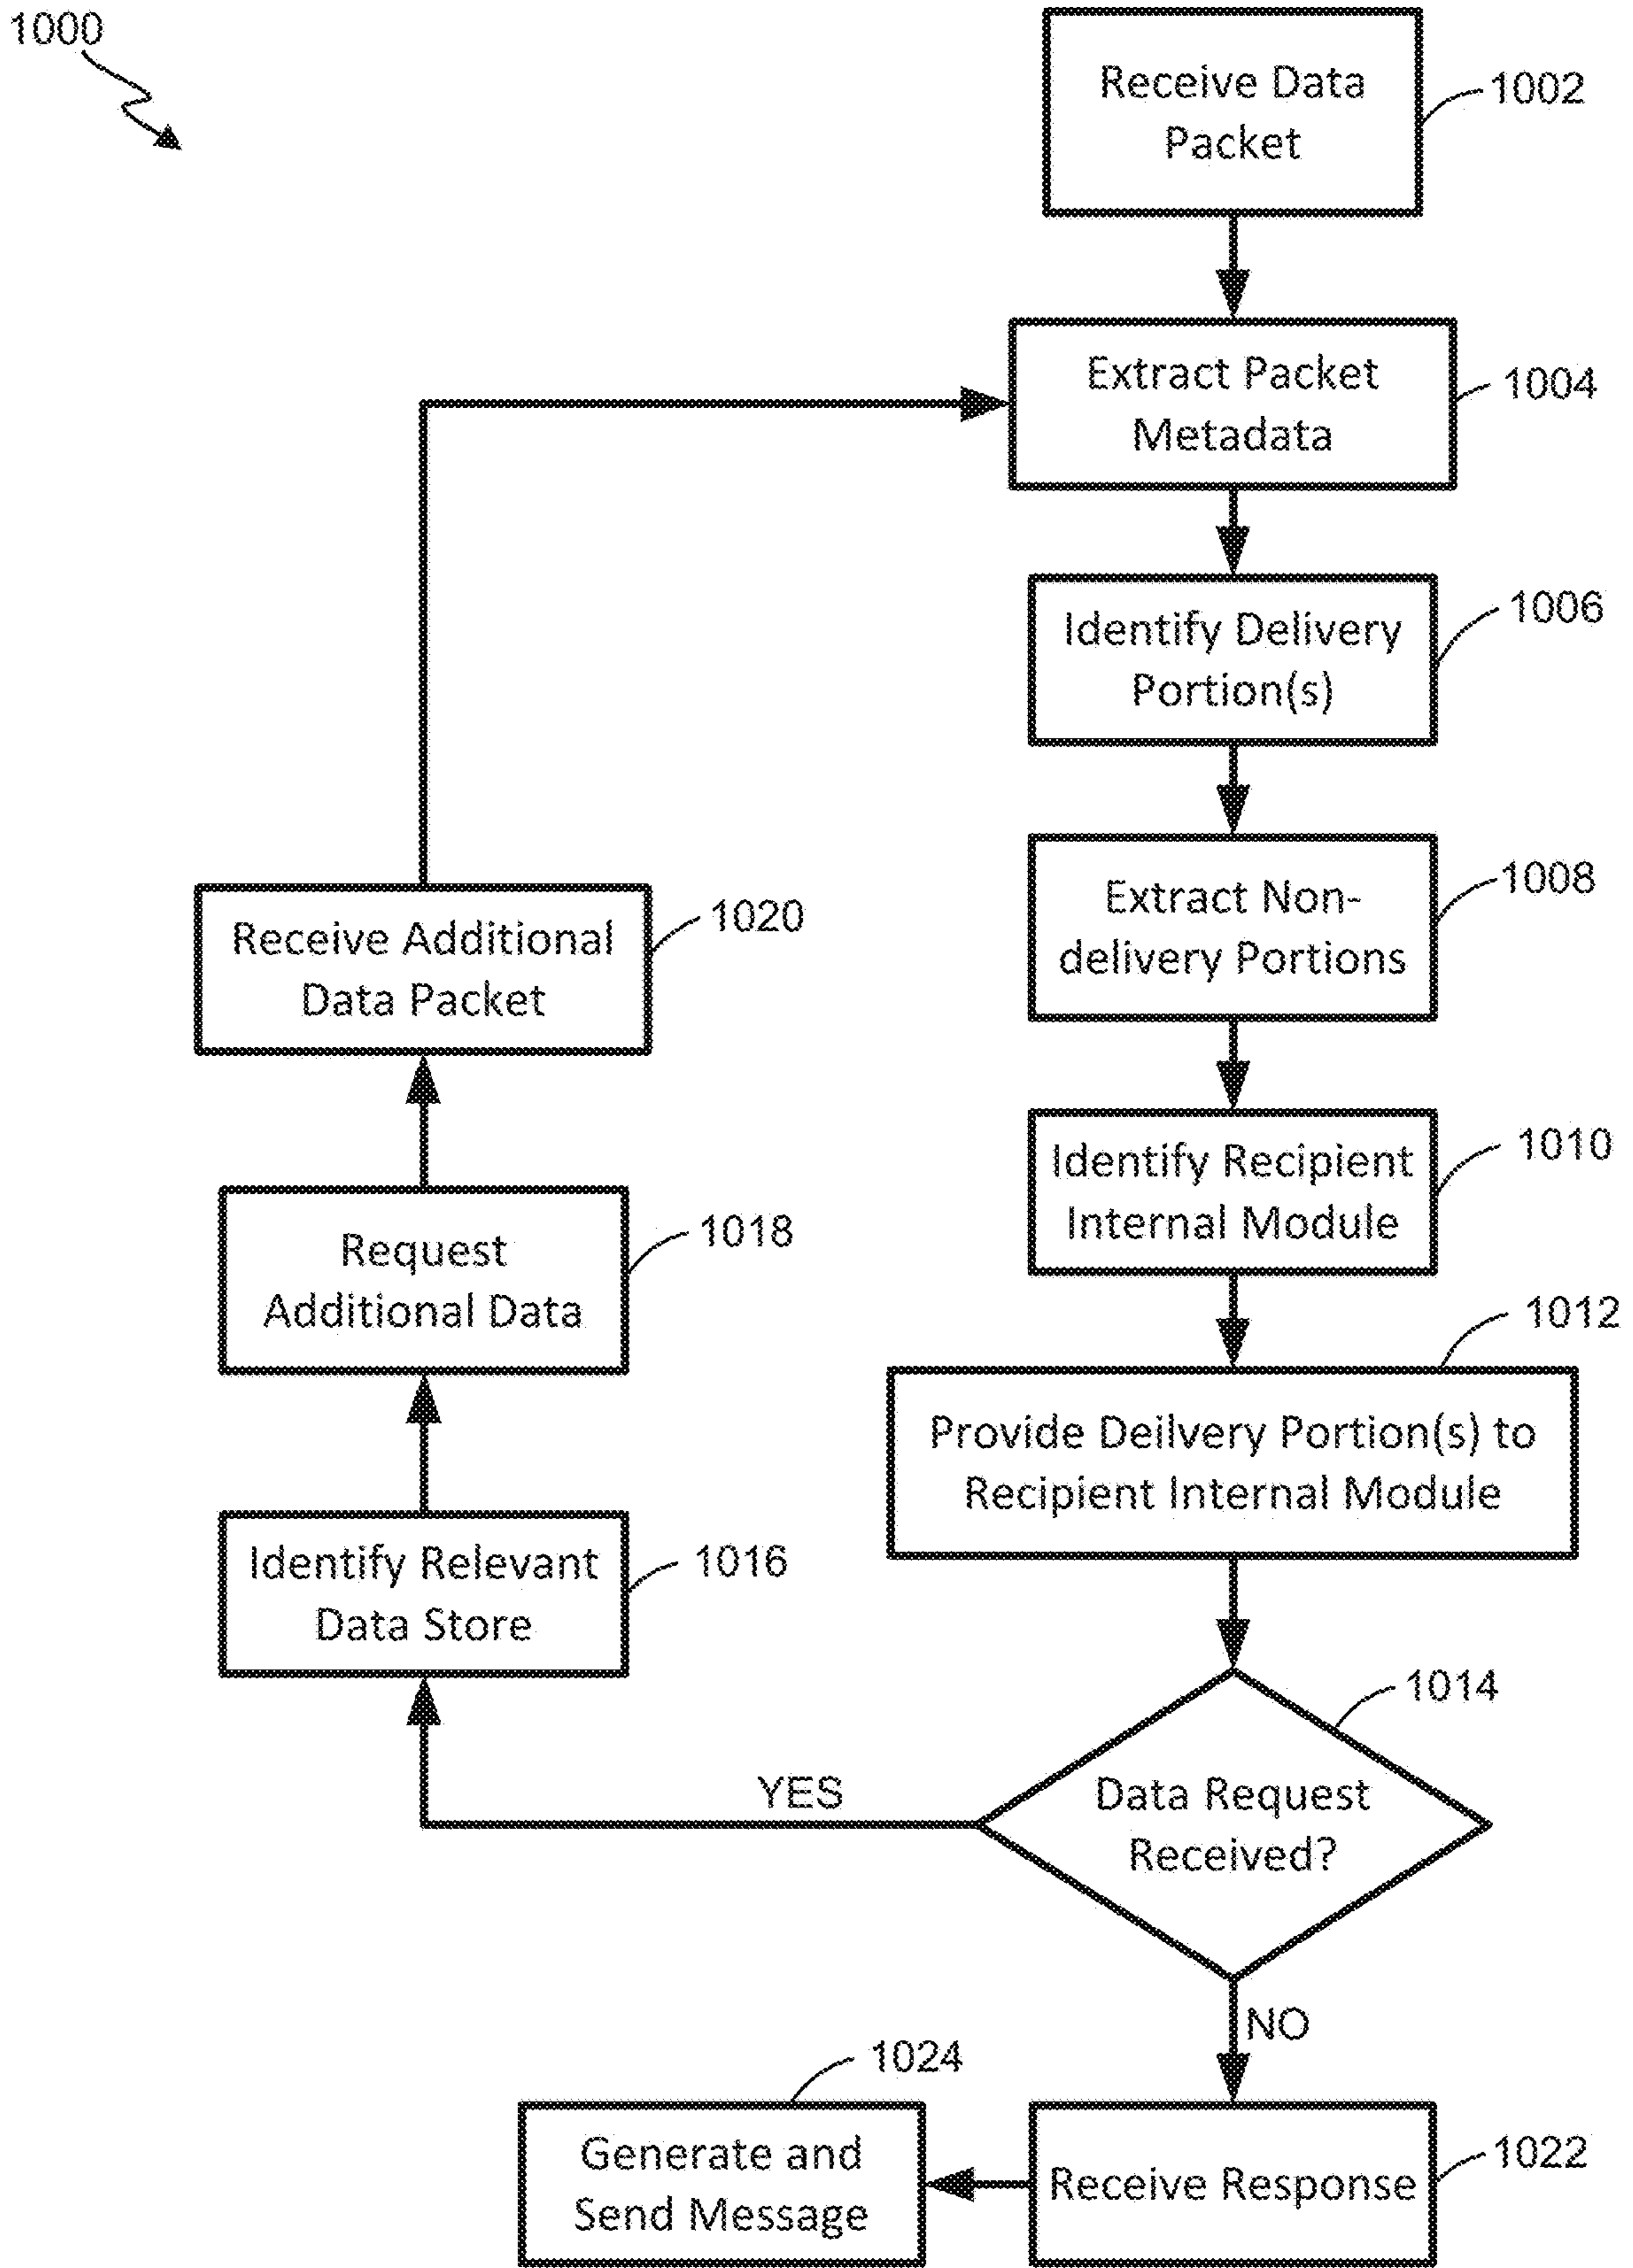 1000
Receive Data
Packet
1002
Extract Packet
Metadata
1004
Identify Delivery
Portion(s)
1006
Extract Non-
delivery Portions
1008
Identify Recipient
Internal Module
1010
Provide Deilvery Portion(s) to
Recipient Internal Module
1012
Data Request
Received?
1014
YES
Identify Relevant
Data Store
1016
Request
Additional Data
1018
Receive Additional
Data Packet
1020
NO
Receive Response
1022
Generate and
Send Message
1024